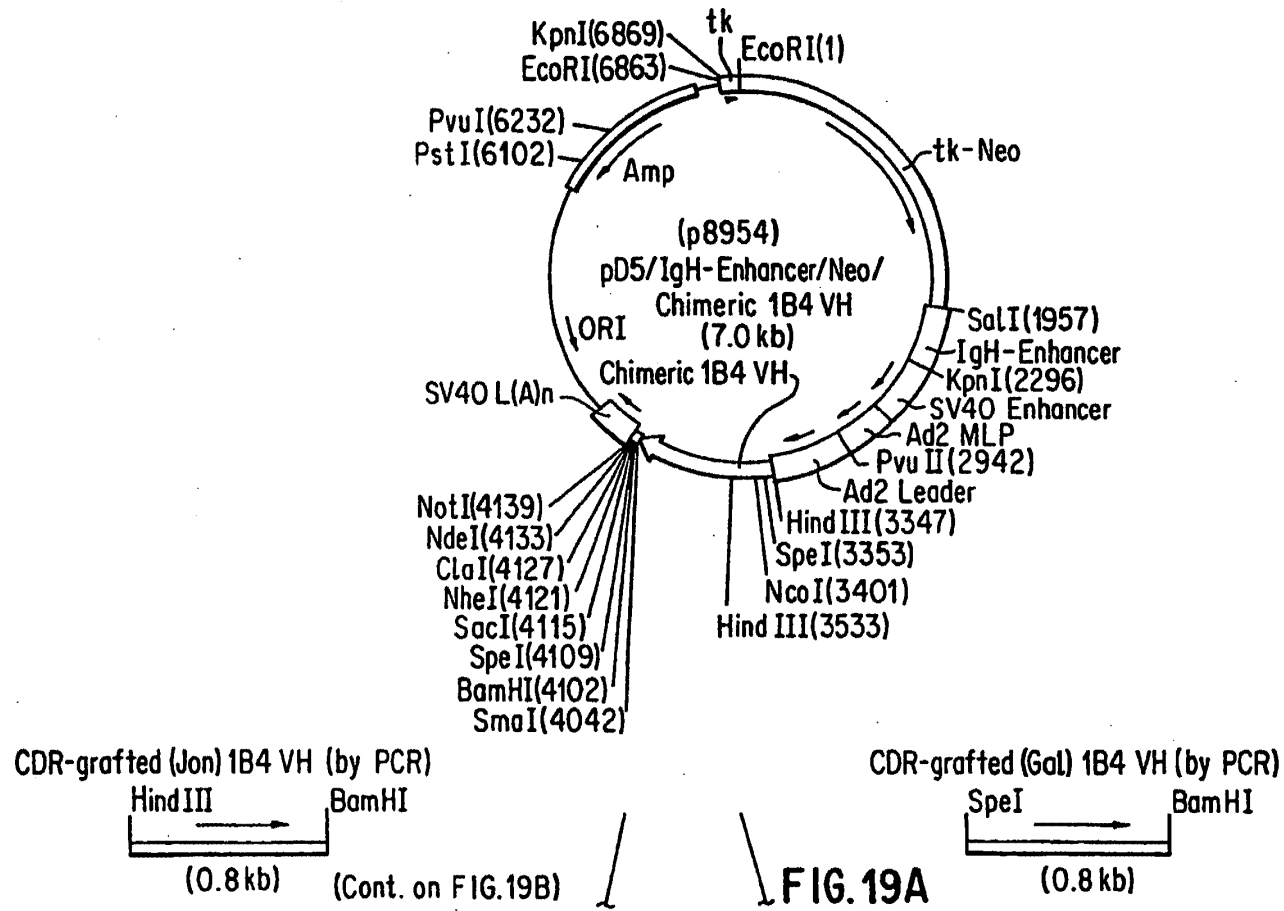 tk
KpnI(6869)
EcoRI(1)
EcoRI(6863)
PvuI(6232)
PstI(6102)
Amp
tk-Neo
(p8954)
pD5/IgH-Enhancer/Neo/
Chimeric 1B4 VH
(7.0 kb)
ORI
Chimeric 1B4 VH
SV40 L(A)n
SalI(1957)
IgH-Enhancer
KpnI(2296)
SV40 Enhancer
Ad2 MLP
PvuII(2942)
Ad2 Leader
HindIII(3347)
SpeI(3353)
NcoI(3401)
HindIII(3533)
NotI(4139)
NdeI(4133)
ClaI(4127)
NheI(4121)
SacI(4115)
SpeI(4109)
BamHI(4102)
SmaI(4042)
CDR-grafted (Jon) 1B4 VH (by PCR)
HindIII BamHI
(0.8 kb)
(Cont. on FIG.19B)
CDR-grafted (Gal) 1B4 VH (by PCR)
SpeI BamHI
(0.8 kb)
FIG.19A